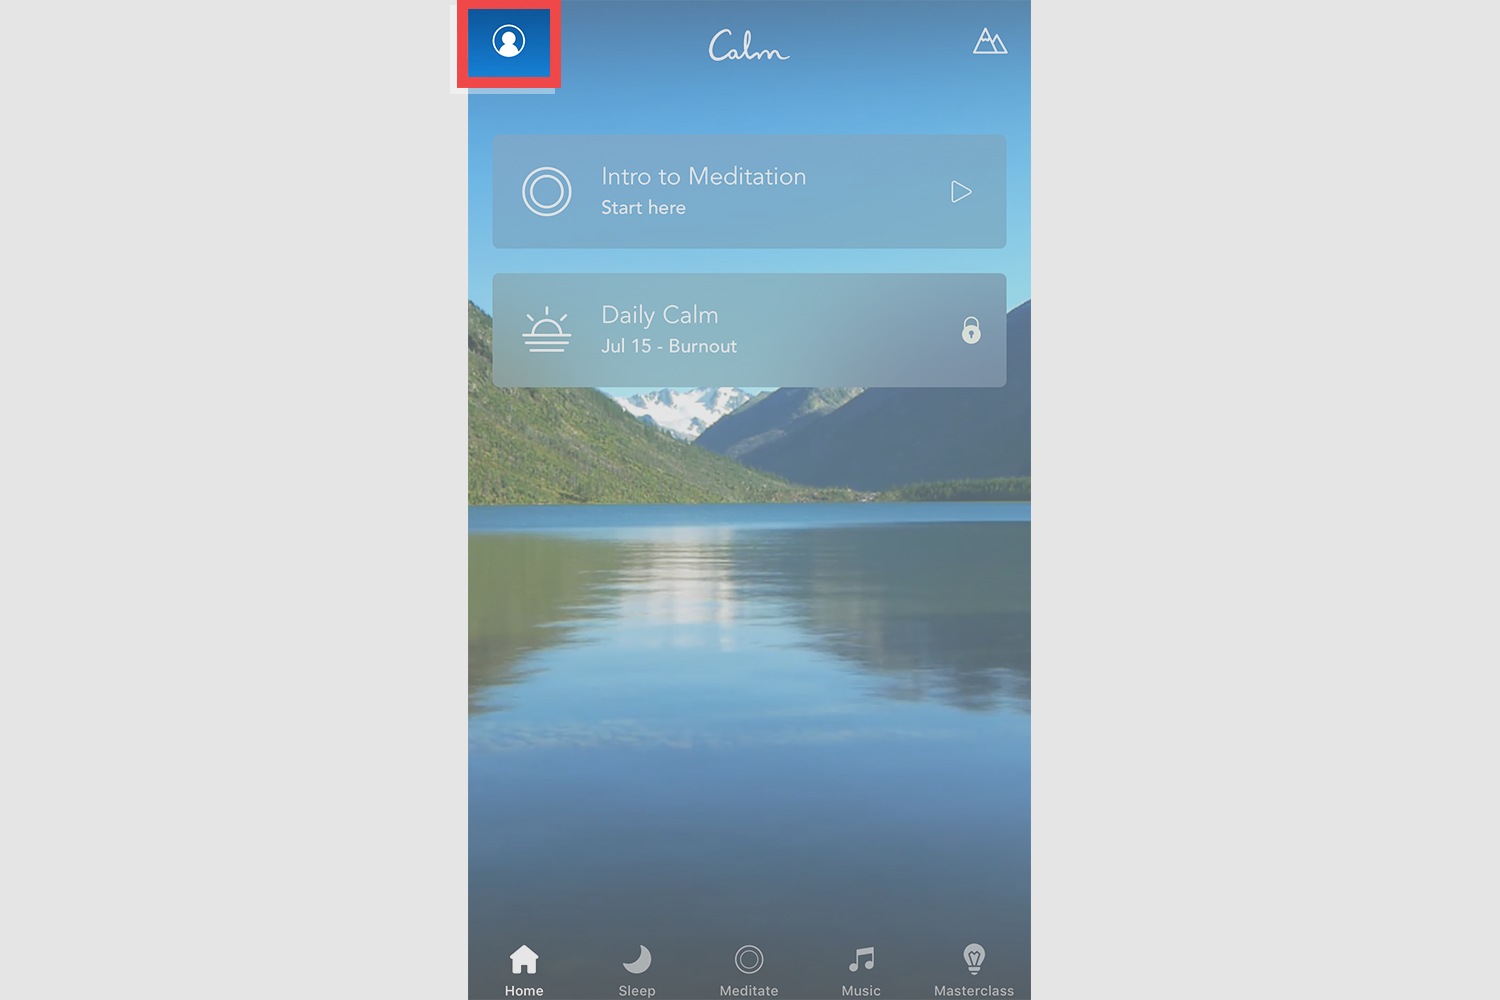 Calm
Intro to Meditation
Start here
Daily Calm
Jul 15 - Burnout
Home
Sleep
Meditate
Music
Masterclass